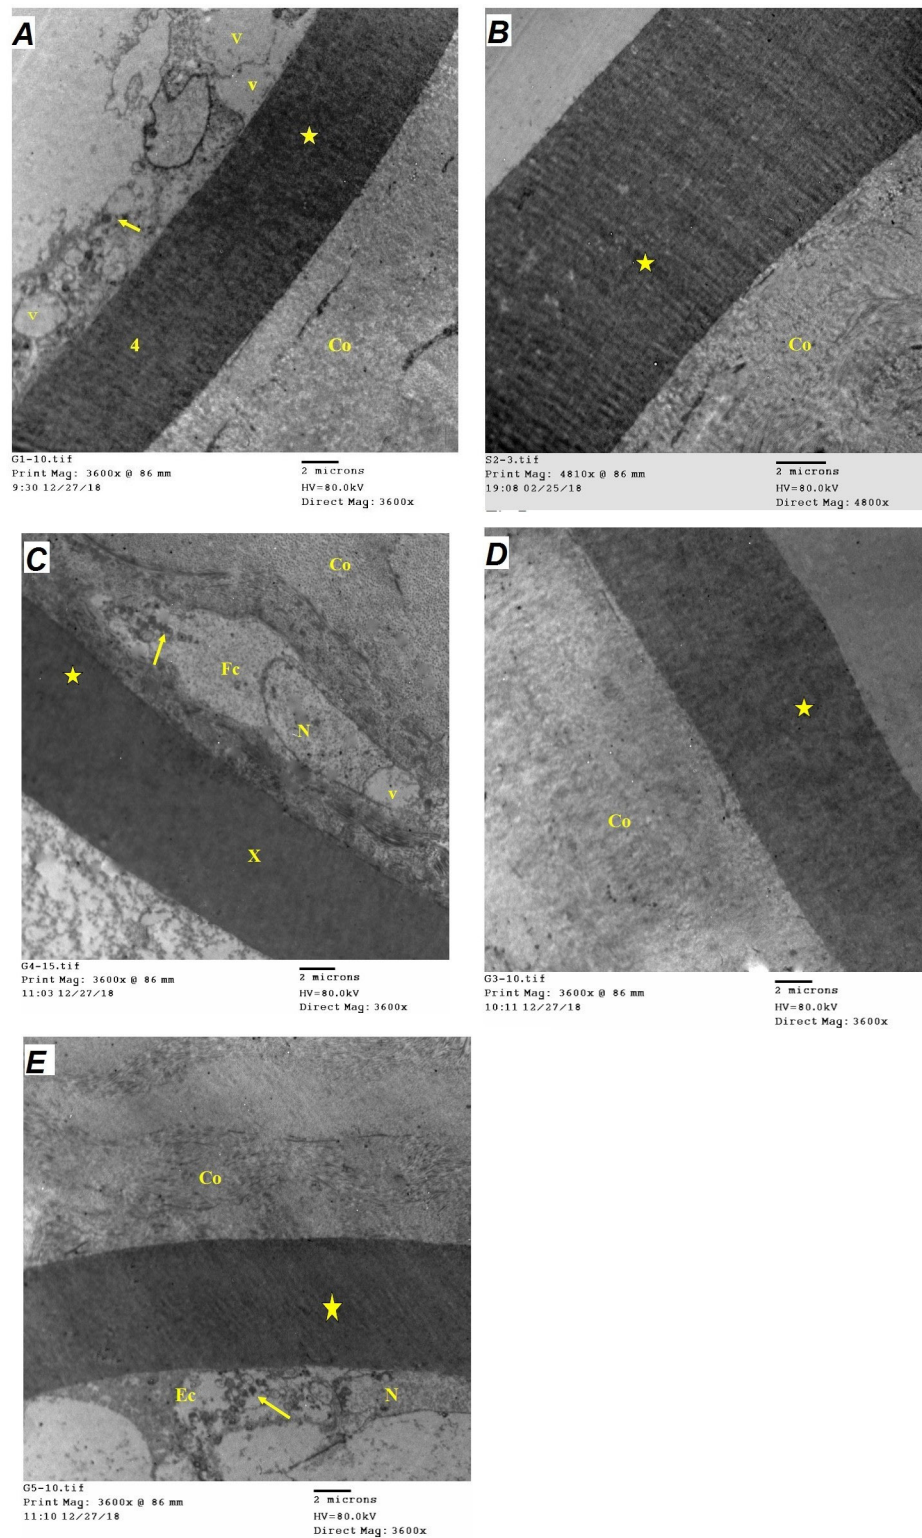 A
V
v
v
4
Co
G1-10.tif
Print Mag: 3600x @ 86 mm
9:30 12/27/18
2 microns
HV=80.0kV
Direct Mag: 3600x
B
Co
S2-3.tif
Print Mag: 4810x @ 86 mm
19:08 02/25/18
2 microns
HV=80.0kV
Direct Mag: 4800x
C
Co
Fc
N
v
X
G4-15.tif
Print Mag: 3600x @ 86 mm
11:03 12/27/18
2 microns
HV=80.0kV
Direct Mag: 3600x
D
Co
G3-10.tif
Print Mag: 3600x @ 86 mm
10:11 12/27/18
2 microns
HV=80.0kV
Direct Mag: 3600x
E
Co
Ec
N
G5-10.tif
Print Mag: 3600x @ 86 mm
11:10 12/27/18
2 microns
HV=80.0kV
Direct Mag: 3600x